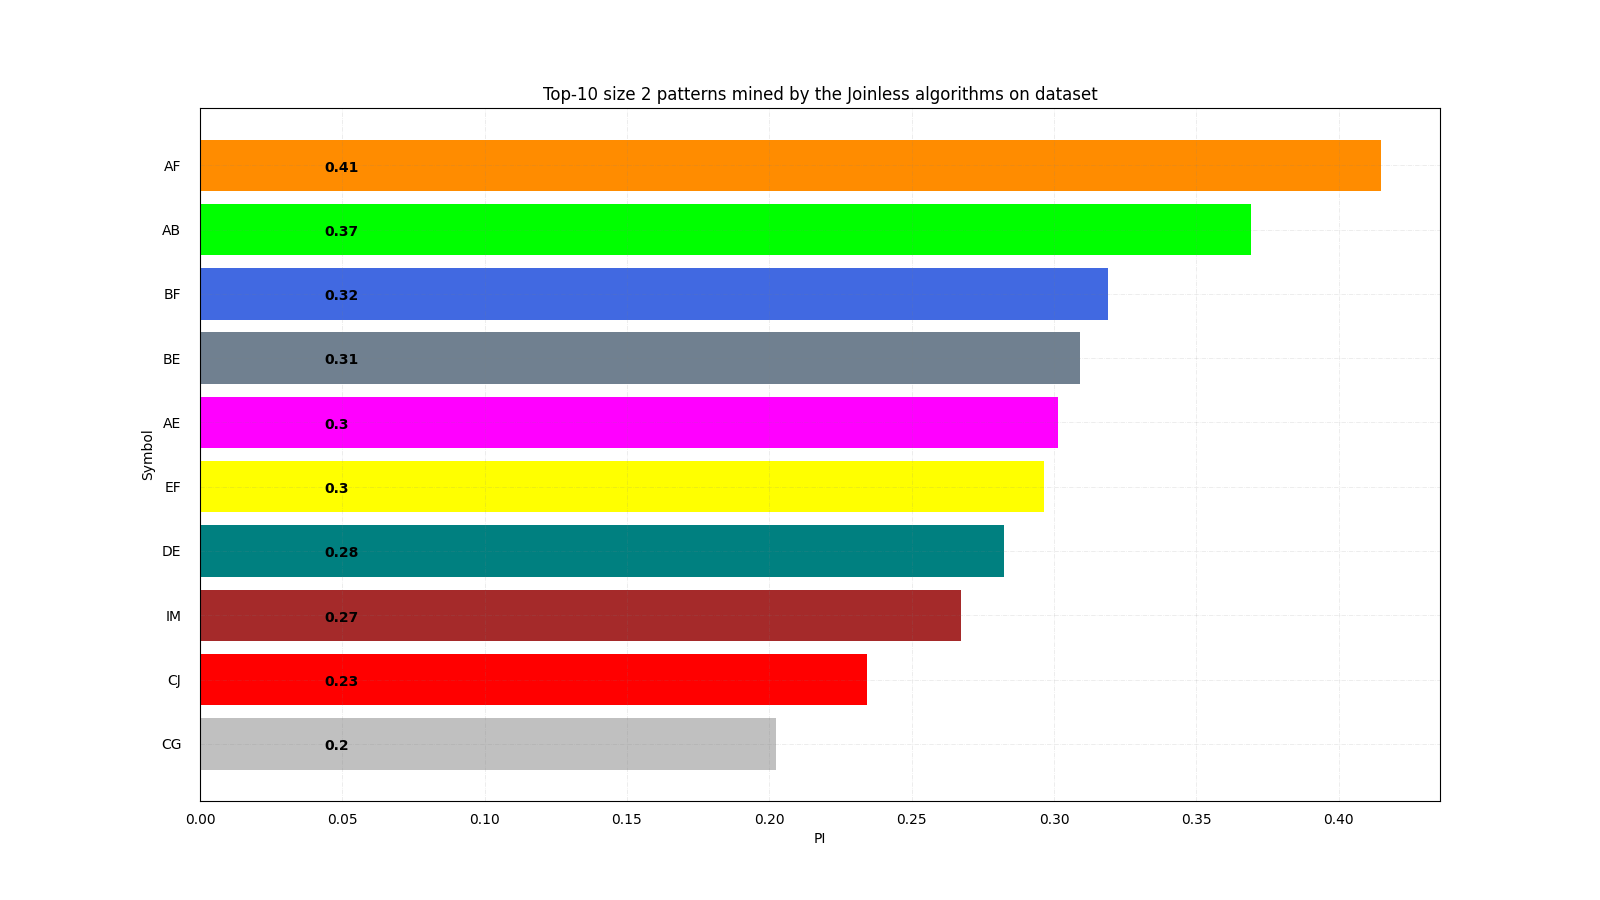 Top-10 size 2 patterns mined by the Joinless algorithms on dataset
AF 0.41
AB 0.37
BF 0.32
BE 0.31
AE 0.3
EF 0.3
DE 0.28
IM 0.27
CJ 0.23
CG 0.2
Symbol
0.00 0.05 0.10 0.15 0.20 0.25 0.30 0.35 0.40
PI